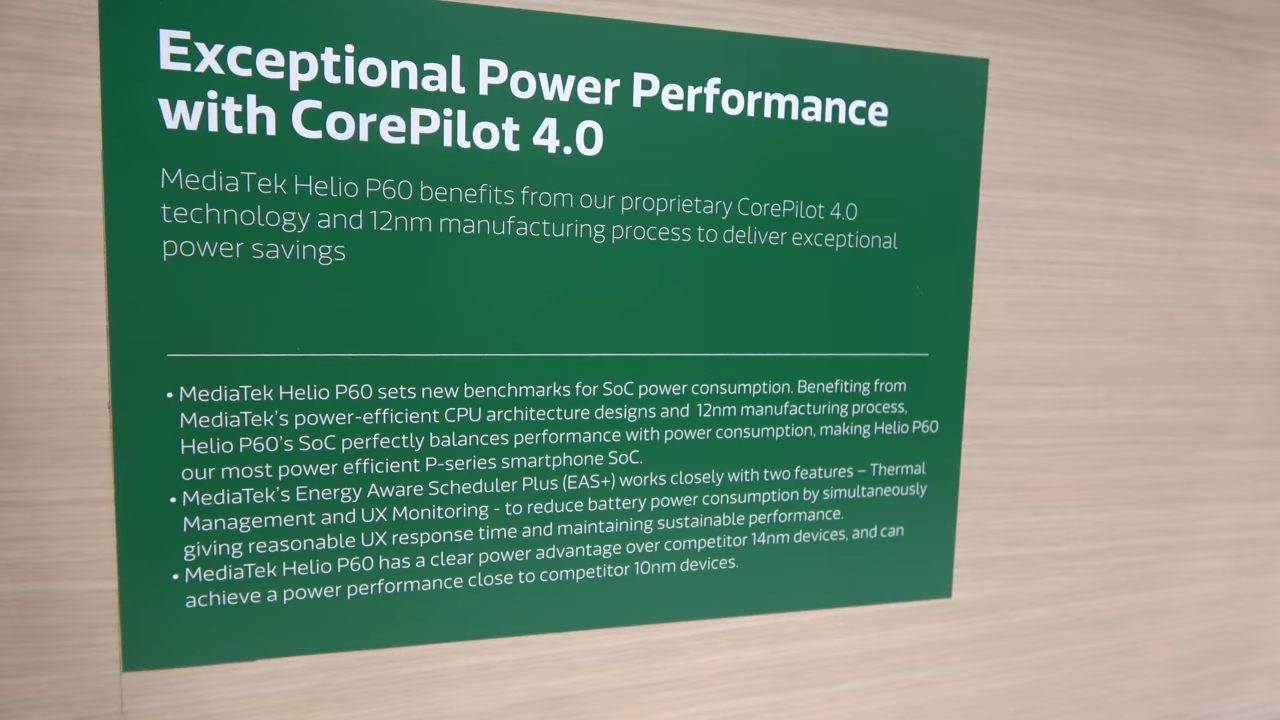 Exceptional Power Performance
with CorePilot 4.0
MediaTek Helio P60 benefits from our proprietary CorePilot 4.0
technology and 12nm manufacturing process to deliver exceptional
power savings
• MediaTek Helio P60 sets new benchmarks for SoC power consumption. Benefiting from
MediaTek's power-efficient CPU architecture designs and 12nm manufacturing process,
Helio P60's SoC perfectly balances performance with power consumption, making Helio P60
our most power efficient P-series smartphone SoC.
• MediaTek's Energy Aware Scheduler Plus (EAS+) works closely with two features – Thermal
Management and UX Monitoring - to reduce battery power consumption by simultaneously
giving reasonable UX response time and maintaining sustainable performance.
• MediaTek Helio P60 has a clear power advantage over competitor 14nm devices, and can
achieve a power performance close to competitor 10nm devices.